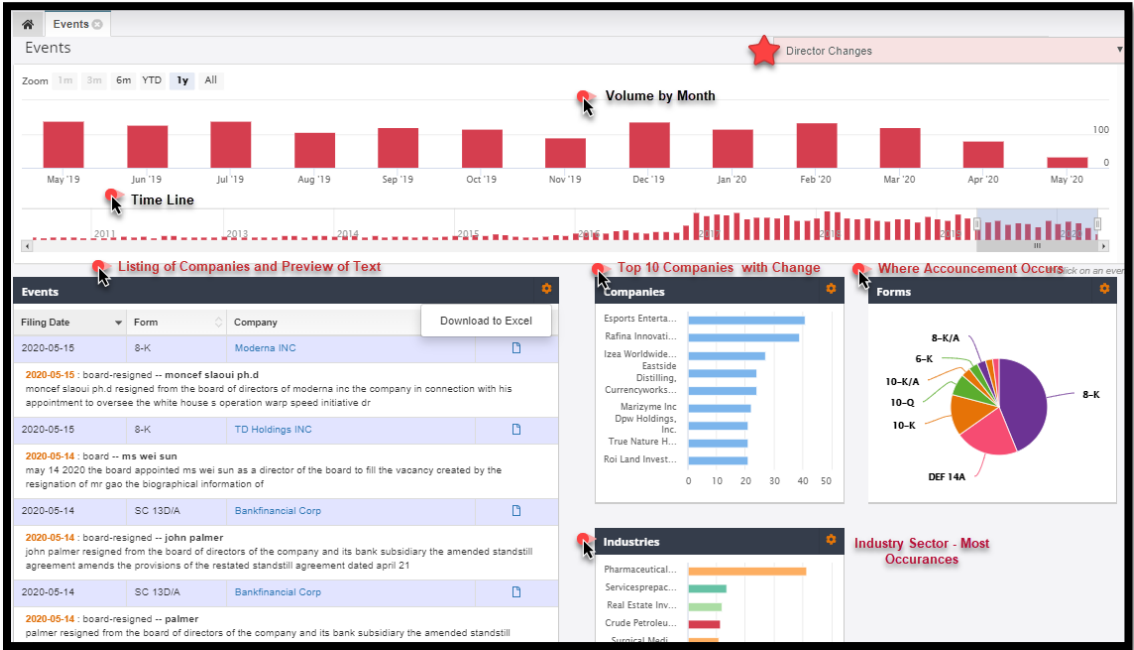 Events
Events
Director Changes
Zoom 1m 3m 6m YTD 1y All
Volume by Month
100
0
May '19 Jun '19 Jul '19 Aug '19 Sep '19 Oct '19 Nov '19 Dec '19 Jan '20 Feb '20 Mar '20 Apr '20 May '20
Time Line
2011 2013 2014 2015 2016 2017 2018 2019
Listing of Companies and Preview of Text
Top 10 Companies with Change
Where Accouncement Occurs
click on an even
Events
Filing Date Form Company
Download to Excel
2020-05-15 8-K Moderna INC
2020-05-15 : board-resigned -- moncef slaoui ph.d
moncef slaoui ph.d resigned from the board of directors of moderna inc the company in connection with his
appointment to oversee the white house s operation warp speed initiative dr
2020-05-15 8-K TD Holdings INC
2020-05-14 : board -- ms wei sun
may 14 2020 the board appointed ms wei sun as a director of the board to fill the vacancy created by the
resignation of mr gao the biographical information of
2020-05-14 SC 13D/A Bankfinancial Corp
2020-05-14 : board-resigned -- john palmer
john palmer resigned from the board of directors of the company and its bank subsidiary the amended standstill
agreement amends the provisions of the restated standstill agreement dated april 21
2020-05-14 SC 13D/A Bankfinancial Corp
2020-05-14 : board-resigned -- palmer
palmer resigned from the board of directors of the company and its bank subsidiary the amended standstill
Companies
Esports Enterta...
Rafina Innovati...
Izea Worldwide...
Eastside
Distilling,
Currencyworks...
Marizyme Inc
Dpw Holdings,
Inc.
True Nature H...
Roi Land Invest...
0 10 20 30 40 50
Forms
8-K/A
6-K
10-K/A
10-Q
10-K
8-K
DEF 14A
Industries
Pharmaceutical...
Servicesprepac...
Real Estate Inv...
Crude Petroleu...
Surgical Medi...
Industry Sector - Most
Occurances